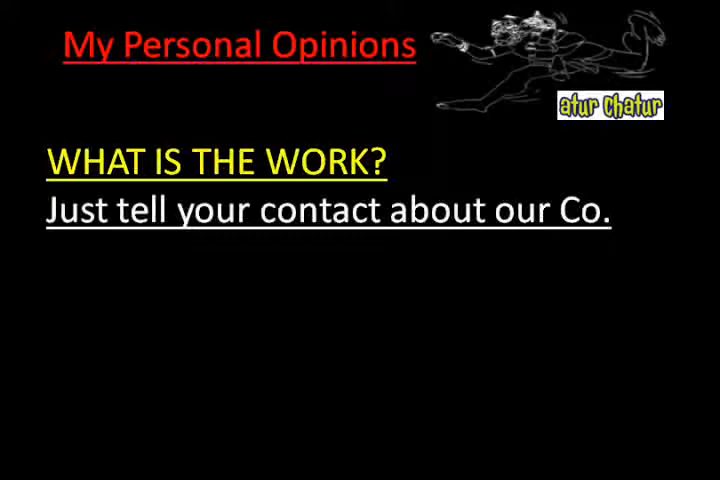 My Personal Opinions
atur chatur
WHAT IS THE WORK?
Just tell your contact about our Co.